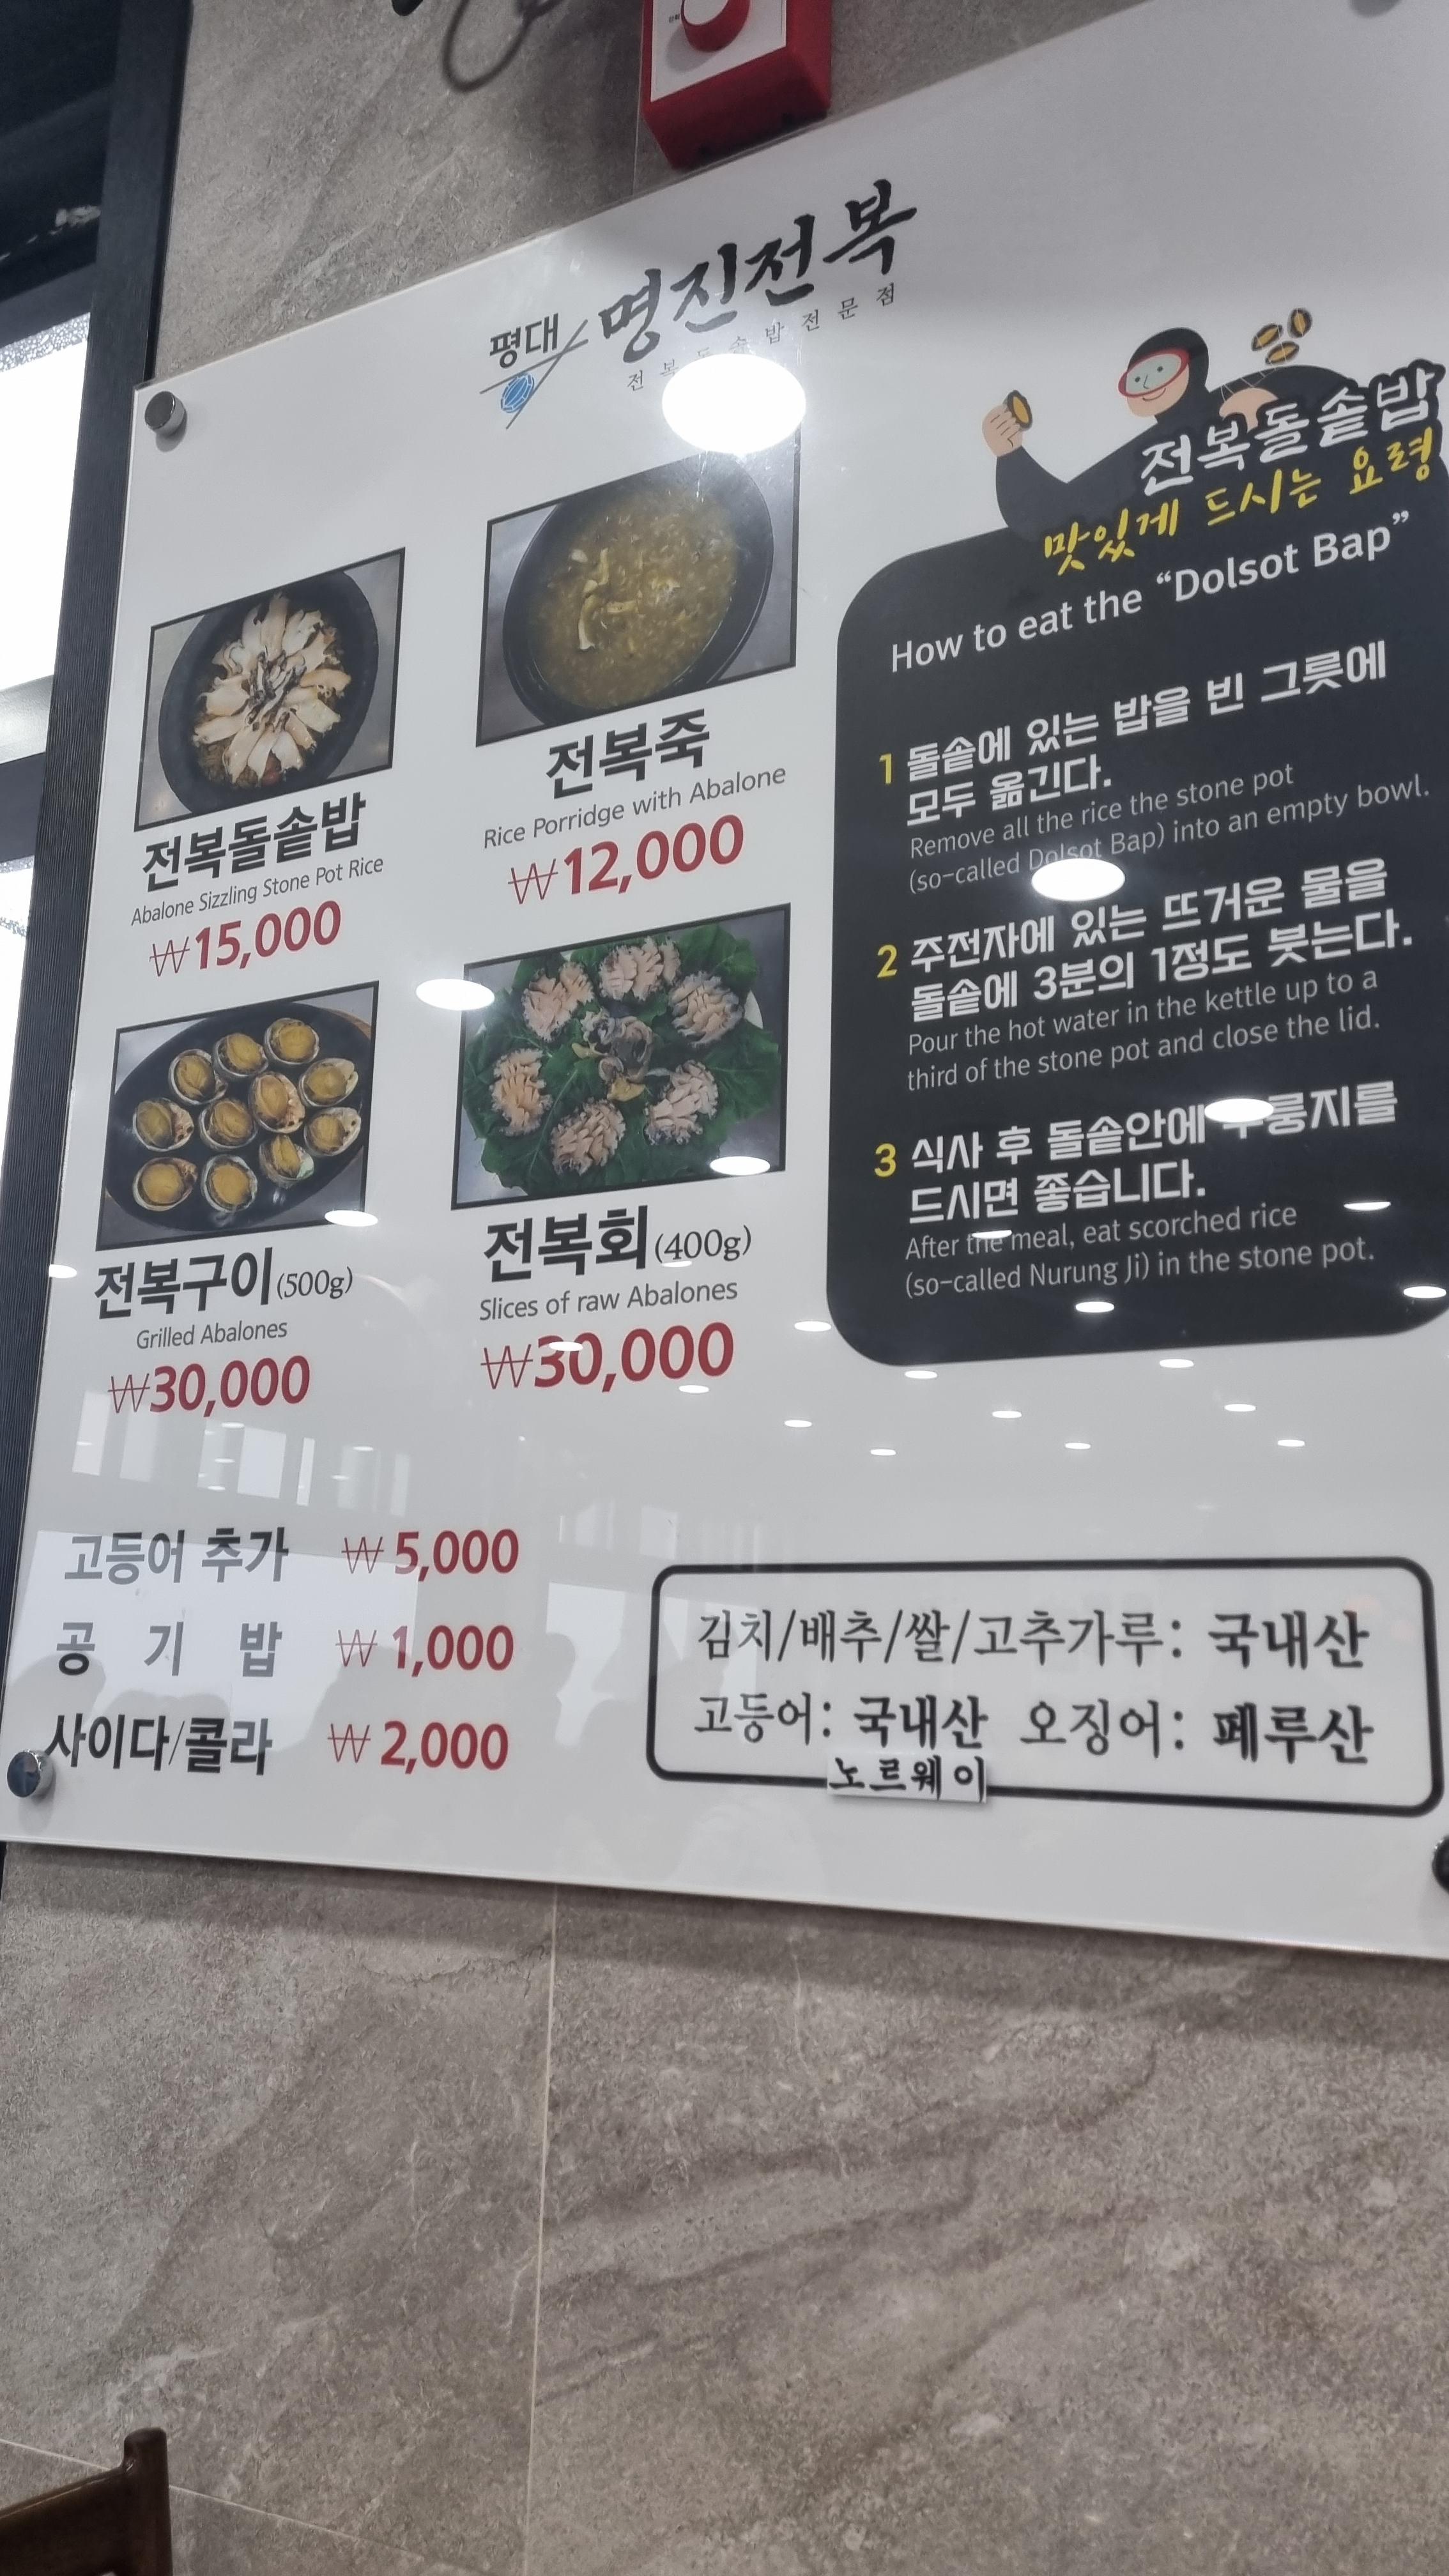 평대 명진전복
전복돌솥밥전문점
전복돌솥밥
Abalone Sizzling Stone Pot Rice
₩15,000
전복죽
Rice Porridge with Abalone
₩12,000
전복구이(500g)
Grilled Abalones
₩30,000
전복회(400g)
Slices of raw Abalones
₩30,000
고등어 추가 ₩5,000
공기밥 ₩1,000
사이다/콜라 ₩2,000
전복돌솥밥
맛있게 드시는 요령
How to eat the “Dolsot Bap”
1 돌솥에 있는 밥을 빈 그릇에
모두 옮긴다.
Remove all the rice the stone pot
(so-called Dolsot Bap) into an empty bowl.
2 주전자에 있는 뜨거운 물을
돌솥에 3분의 1정도 붓는다.
Pour the hot water in the kettle up to a
third of the stone pot and close the lid.
3 식사 후 돌솥안에 누룽지를
드시면 좋습니다.
After the meal, eat scorched rice
(so-called Nurung Ji) in the stone pot.
김치/배추/쌀/고추가루: 국내산
고등어: 국내산 오징어: 페루산
노르웨이